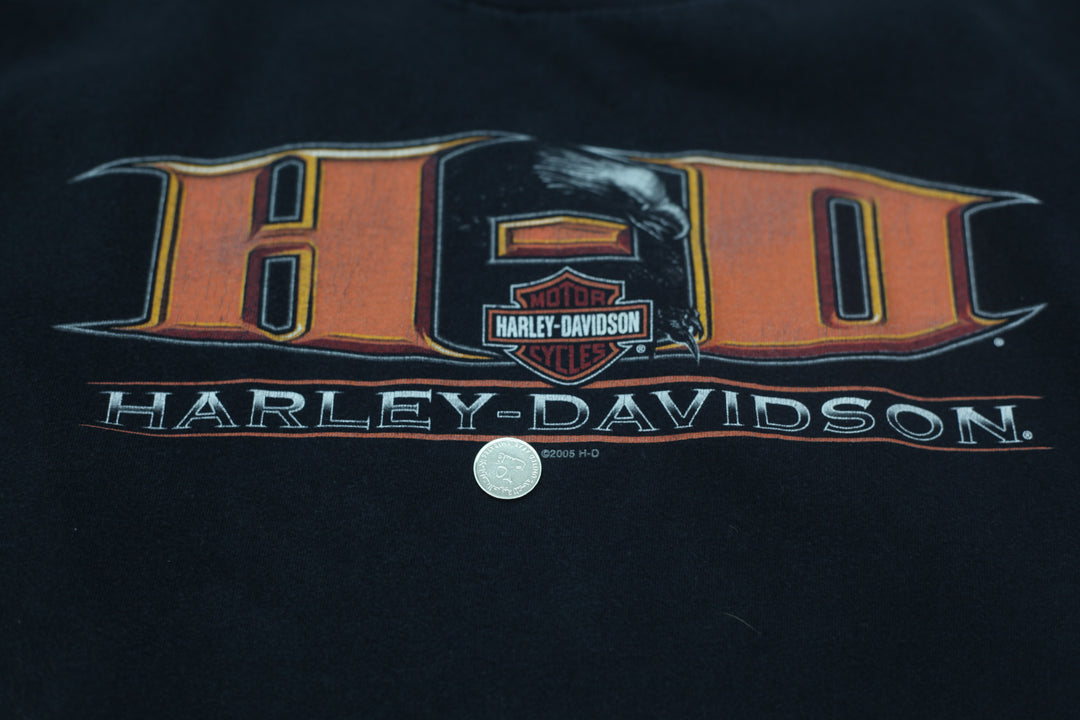 H-D
MOTOR
HARLEY-DAVIDSON
CYCLES
®
®
HARLEY-DAVIDSON®
©2005 H-D